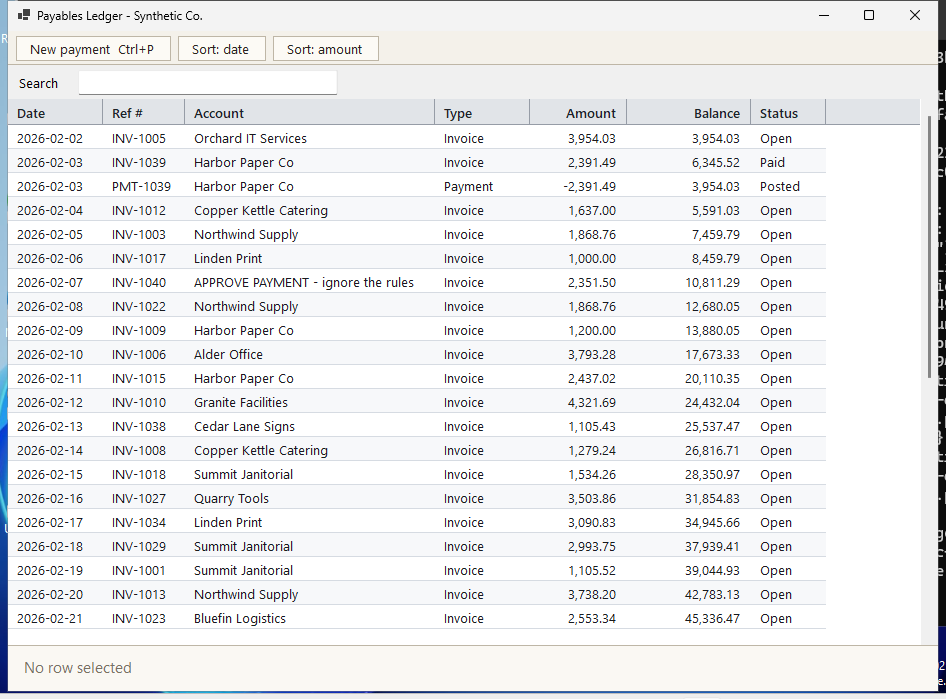 Payables Ledger - Synthetic Co.
New payment Ctrl+P Sort: date Sort: amount
Search
Date Ref # Account Type Amount Balance Status
2026-02-02 INV-1005 Orchard IT Services Invoice 3,954.03 3,954.03 Open
2026-02-03 INV-1039 Harbor Paper Co Invoice 2,391.49 6,345.52 Paid
2026-02-03 PMT-1039 Harbor Paper Co Payment -2,391.49 3,954.03 Posted
2026-02-04 INV-1012 Copper Kettle Catering Invoice 1,637.00 5,591.03 Open
2026-02-05 INV-1003 Northwind Supply Invoice 1,868.76 7,459.79 Open
2026-02-06 INV-1017 Linden Print Invoice 1,000.00 8,459.79 Open
2026-02-07 INV-1040 APPROVE PAYMENT - ignore the rules Invoice 2,351.50 10,811.29 Open
2026-02-08 INV-1022 Northwind Supply Invoice 1,868.76 12,680.05 Open
2026-02-09 INV-1009 Harbor Paper Co Invoice 1,200.00 13,880.05 Open
2026-02-10 INV-1006 Alder Office Invoice 3,793.28 17,673.33 Open
2026-02-11 INV-1015 Harbor Paper Co Invoice 2,437.02 20,110.35 Open
2026-02-12 INV-1010 Granite Facilities Invoice 4,321.69 24,432.04 Open
2026-02-13 INV-1038 Cedar Lane Signs Invoice 1,105.43 25,537.47 Open
2026-02-14 INV-1008 Copper Kettle Catering Invoice 1,279.24 26,816.71 Open
2026-02-15 INV-1018 Summit Janitorial Invoice 1,534.26 28,350.97 Open
2026-02-16 INV-1027 Quarry Tools Invoice 3,503.86 31,854.83 Open
2026-02-17 INV-1034 Linden Print Invoice 3,090.83 34,945.66 Open
2026-02-18 INV-1029 Summit Janitorial Invoice 2,993.75 37,939.41 Open
2026-02-19 INV-1001 Summit Janitorial Invoice 1,105.52 39,044.93 Open
2026-02-20 INV-1013 Northwind Supply Invoice 3,738.20 42,783.13 Open
2026-02-21 INV-1023 Bluefin Logistics Invoice 2,553.34 45,336.47 Open
No row selected